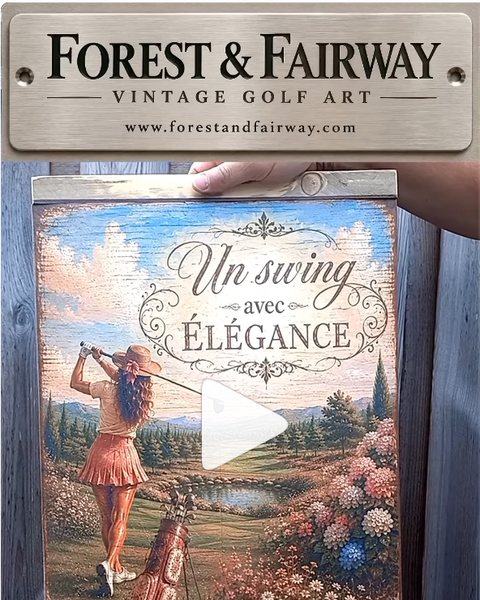 FOREST & FAIRWAY
VINTAGE GOLF ART
www.forestandfairway.com
Un swing
avec
ÉLÉGANCE